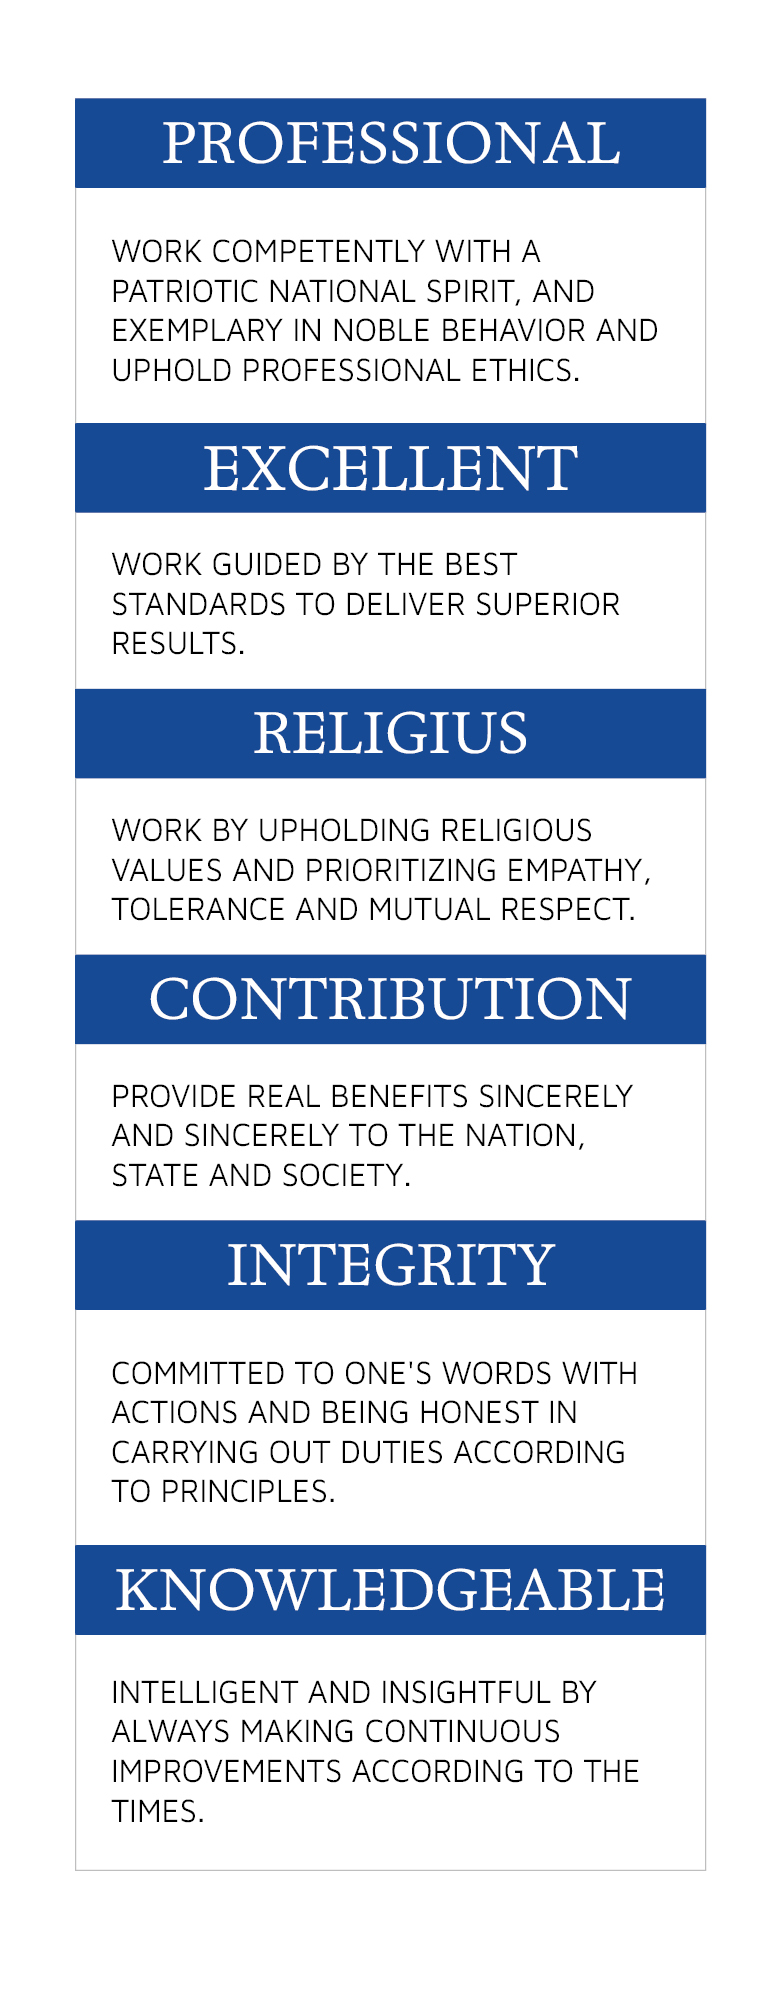 PROFESSIONAL
WORK COMPETENTLY WITH A
PATRIOTIC NATIONAL SPIRIT, AND
EXEMPLARY IN NOBLE BEHAVIOR AND
UPHOLD PROFESSIONAL ETHICS.
EXCELLENT
WORK GUIDED BY THE BEST
STANDARDS TO DELIVER SUPERIOR
RESULTS.
RELIGIUS
WORK BY UPHOLDING RELIGIOUS
VALUES AND PRIORITIZING EMPATHY,
TOLERANCE AND MUTUAL RESPECT.
CONTRIBUTION
PROVIDE REAL BENEFITS SINCERELY
AND SINCERELY TO THE NATION,
STATE AND SOCIETY.
INTEGRITY
COMMITTED TO ONE'S WORDS WITH
ACTIONS AND BEING HONEST IN
CARRYING OUT DUTIES ACCORDING
TO PRINCIPLES.
KNOWLEDGEABLE
INTELLIGENT AND INSIGHTFUL BY
ALWAYS MAKING CONTINUOUS
IMPROVEMENTS ACCORDING TO THE
TIMES.